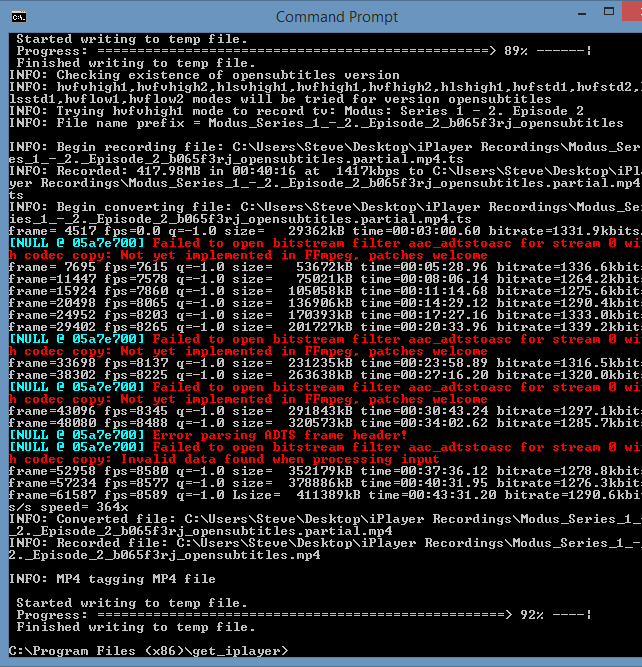 Command Prompt
Started writing to temp file.
Progress: =================================================> 89% ------|
Finished writing to temp file.
INFO: Checking existence of opensubtitles version
INFO: hvfvhigh1,hvfvhigh2,hlsvhigh1,hvfhigh1,hvfhigh2,hlshigh1,hvfstd1,hvfstd2,h
lsstd1,hvflow1,hvflow2 modes will be tried for version opensubtitles
INFO: Trying hvfvhigh1 mode to record tv: Modus: Series 1 - 2. Episode 2
INFO: File name prefix = Modus_Series_1_-_2._Episode_2_b065f3rj_opensubtitles
INFO: Begin recording file: C:\Users\Steve\Desktop\iPlayer Recordings\Modus_Seri
es_1_-_2._Episode_2_b065f3rj_opensubtitles.partial.mp4.ts
INFO: Recorded: 417.98MB in 00:40:16 at  1417kbps to C:\Users\Steve\Desktop\iPla
yer Recordings\Modus_Series_1_-_2._Episode_2_b065f3rj_opensubtitles.partial.mp4.
ts
INFO: Begin converting file: C:\Users\Steve\Desktop\iPlayer Recordings\Modus_Ser
ies_1_-_2._Episode_2_b065f3rj_opensubtitles.partial.mp4.ts
frame= 4517 fps=0.0 q=-1.0 size=   29362kB time=00:03:00.60 bitrate=1331.9kbits.
[NULL @ 05a7e700] Failed to open bitstream filter aac_adtstoasc for stream 0 wi
h codec copy: Not yet implemented in FFmpeg, patches welcome
frame= 7695 fps=7615 q=-1.0 size=   53672kB time=00:05:28.96 bitrate=1336.6kbit
frame=11447 fps=7578 q=-1.0 size=   75021kB time=00:08:06.14 bitrate=1264.2kbit
frame=15924 fps=7860 q=-1.0 size=  105058kB time=00:11:14.68 bitrate=1275.6kbit
frame=20498 fps=8065 q=-1.0 size=  136906kB time=00:14:29.12 bitrate=1290.4kbit
frame=24952 fps=8203 q=-1.0 size=  170393kB time=00:17:27.16 bitrate=1333.0kbit
frame=29402 fps=8265 q=-1.0 size=  201727kB time=00:20:33.96 bitrate=1339.2kbit
[NULL @ 05a7e700] Failed to open bitstream filter aac_adtstoasc for stream 0 wi
h codec copy: Not yet implemented in FFmpeg, patches welcome
frame=33698 fps=8137 q=-1.0 size=  231235kB time=00:23:58.89 bitrate=1316.5kbit
frame=38302 fps=8225 q=-1.0 size=  263638kB time=00:27:16.20 bitrate=1320.0kbit
[NULL @ 05a7e700] Failed to open bitstream filter aac_adtstoasc for stream 0 wi
h codec copy: Not yet implemented in FFmpeg, patches welcome
frame=43096 fps=8345 q=-1.0 size=  291843kB time=00:30:43.24 bitrate=1297.1kbit
frame=48080 fps=8488 q=-1.0 size=  320573kB time=00:34:02.62 bitrate=1285.7kbit
[NULL @ 05a7e700] Error parsing ADTS frame header!
[NULL @ 05a7e700] Failed to open bitstream filter aac_adtstoasc for stream 0 wi
h codec copy: Invalid data found when processing input
frame=52958 fps=8580 q=-1.0 size=  352179kB time=00:37:36.12 bitrate=1278.8kbit
frame=57234 fps=8577 q=-1.0 size=  378886kB time=00:40:31.95 bitrate=1276.3kbit
frame=61587 fps=8589 q=-1.0 Lsize=  411389kB time=00:43:31.20 bitrate=1290.6kbi
s/s speed= 364x
INFO: Converted file: C:\Users\Steve\Desktop\iPlayer Recordings\Modus_Series_1_-
_2._Episode_2_b065f3rj_opensubtitles.partial.mp4
INFO: Recorded file: C:\Users\Steve\Desktop\iPlayer Recordings\Modus_Series_1_-_
2._Episode_2_b065f3rj_opensubtitles.mp4
INFO: MP4 tagging MP4 file
Started writing to temp file.
Progress: ===================================================> 92% ----|
Finished writing to temp file.
C:\Program Files (x86)\get_iplayer>